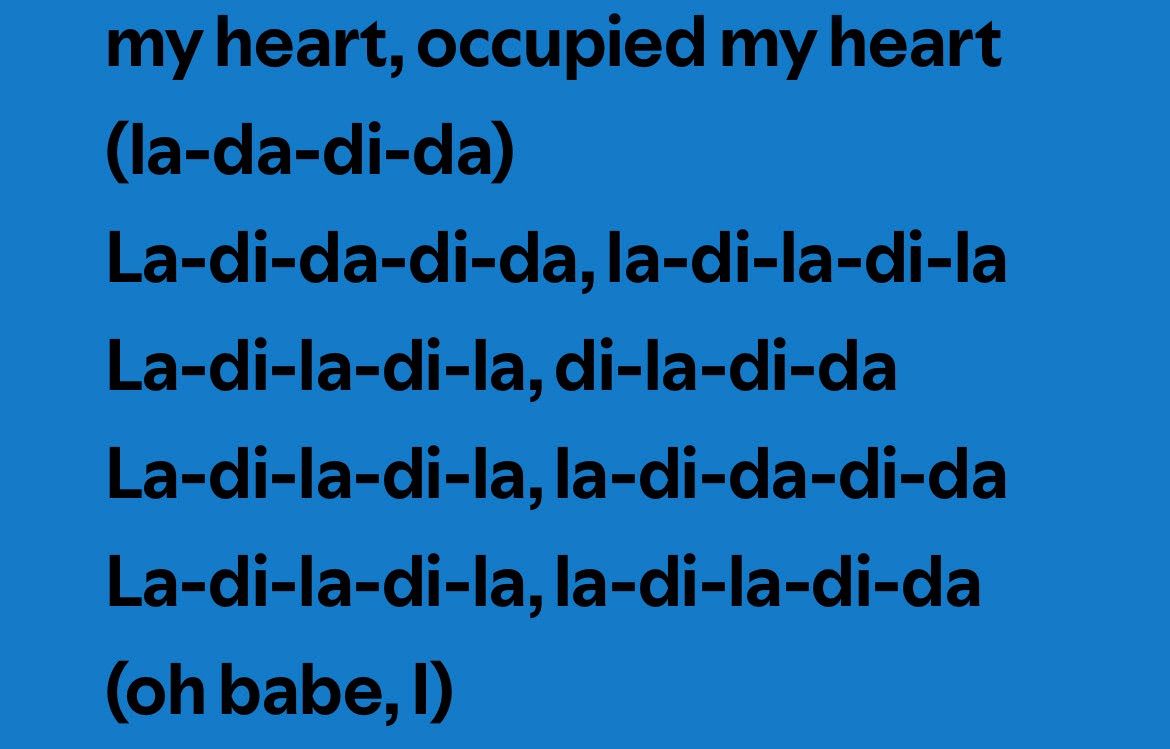 my heart, occupied my heart
(la-da-di-da)
La-di-da-di-da, la-di-la-di-la
La-di-la-di-la, di-la-di-da
La-di-la-di-la, la-di-da-di-da
La-di-la-di-la, la-di-la-di-da
(oh babe, I)